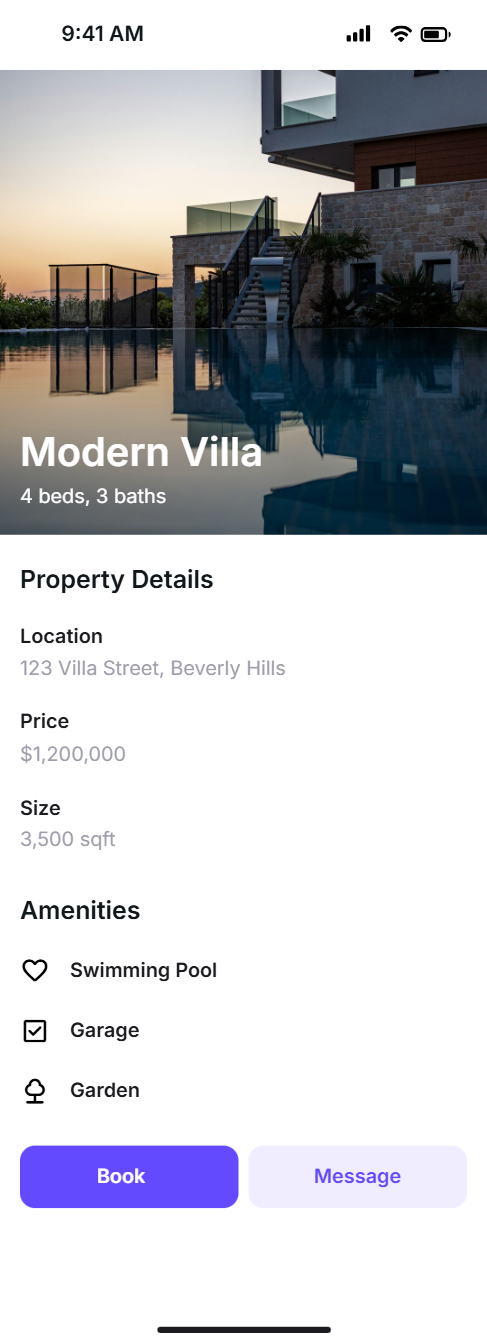 9:41 AM
Modern Villa
4 beds, 3 baths
Property Details
Location
123 Villa Street, Beverly Hills
Price
$1,200,000
Size
3,500 sqft
Amenities
Swimming Pool
Garage
Garden
Book
Message